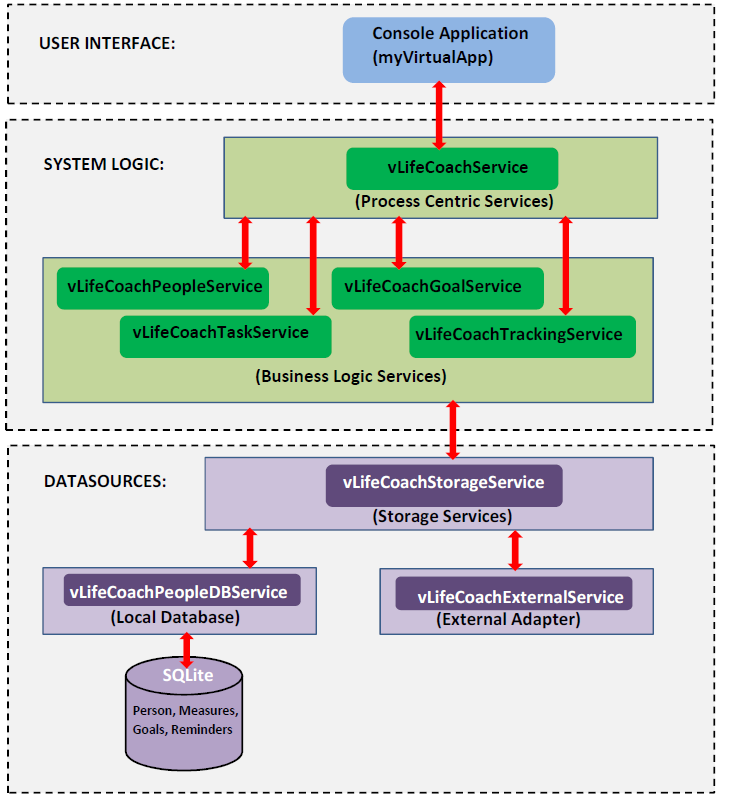 USER INTERFACE:
Console Application
(myVirtualApp)
SYSTEM LOGIC:
vLifeCoachService
(Process Centric Services)
vLifeCoachPeopleService
vLifeCoachGoalService
vLifeCoachTaskService
vLifeCoachTrackingService
(Business Logic Services)
DATASOURCES:
vLifeCoachStorageService
(Storage Services)
vLifeCoachPeopleDBService
(Local Database)
vLifeCoachExternalService
(External Adapter)
SQLite
Person, Measures,
Goals, Reminders